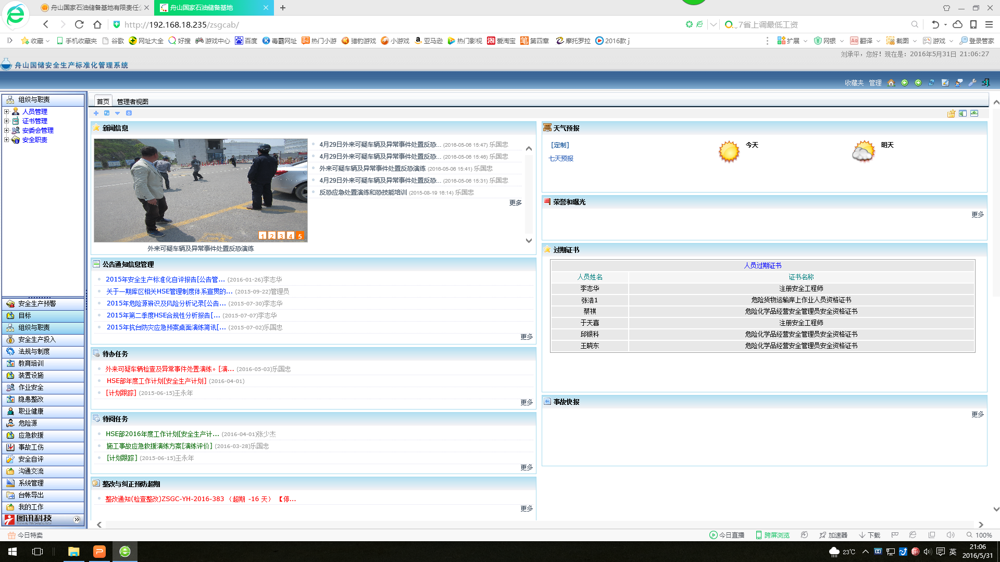 舟山国家石油储备基地有限责任公
舟山国家石油储备基地
http://192.168.18.235/zsgcab/
7省上调最低工资
收藏
手机收藏夹
谷歌
网址大全
好搜
游戏中心
百度
毒霸网址
热门小游
猎豹游戏
小游戏
亚马逊
热门影视
爱淘宝
第四章
摩托罗拉
2016款 j
扩展
网银
翻译
截图
游戏
登录管家
刘承平，您好！现在是：2016年5月31日 21:06:27
舟山国储安全生产标准化管理系统
收藏夹 管理
组织与职责
人员管理
证书管理
安委会管理
安全职责
安全生产预警
目标
组织与职责
安全生产投入
法规与制度
教育培训
装置设施
作业安全
隐患整改
职业健康
危险源
应急救援
事故工伤
安全自评
沟通交流
系统管理
台帐导出
我的工作
图讯科技
首页 管理者视图
新闻信息
1 2 3 4 5
外来可疑车辆及异常事件处置反恐演练
4月29日外来可疑车辆及异常事件处置反恐... (2016-05-06 15:47) 乐国忠
4月29日外来可疑车辆及异常事件处置反恐... (2016-05-06 15:46) 乐国忠
外来可疑车辆及异常事件处置反恐演练 (2016-05-06 15:41) 乐国忠
4月29日外来可疑车辆及异常事件处置反恐... (2016-05-06 15:31) 乐国忠
反恐应急处置演练和恐技能培训 (2015-08-19 16:14) 乐国忠
更多
公告通知信息管理
2015年安全生产标准化自评报告[公告管... (2016-01-26)李志华
关于一期库区相关HSE管理制度体系宣贯的... (2015-09-22)管理员
2015年危险源辨识及风险分析记录[公告... (2015-07-30)李志华
2015年第二季度HSE合规性分析报告[... (2015-07-07)李志华
2015年抗台防灾应急预案桌面演练简讯[... (2015-07-02)乐国忠
更多
待办任务
外来可疑车辆检查及异常事件处置演练。[演... (2016-05-03)乐国忠
HSE部年度工作计划[安全生产计划] (2016-04-01)
[计划跟踪] (2015-06-15)王永年
更多
待阅任务
HSE部2016年度工作计划[安全生产计... (2016-04-01)张少杰
施工事故应急救援演练方案[演练评价] (2016-03-28)乐国忠
[计划跟踪] (2015-06-15)王永年
更多
整改与纠正预防超期
整改通知(检查整改)ZSGC-YH-2016-383 （超期 -16 天） 【停...
更多
天气预报
[定制]
七天预报
今天
明天
荣誉和曝光
更多
过期证书
人员过期证书
人员姓名 证书名称
李志华 注册安全工程师
张浩1 危险货物运输岸上作业人员资格证书
蔡祺 危险化学品经营安全管理员安全资格证书
于天喜 注册安全工程师
邱银科 危险化学品经营安全管理员安全资格证书
王晓东 危险化学品经营安全管理员安全资格证书
事故快报
更多
今日特卖
今日直播
跨屏浏览
加速器
下载
100%
23℃
英
21:06
2016/5/31